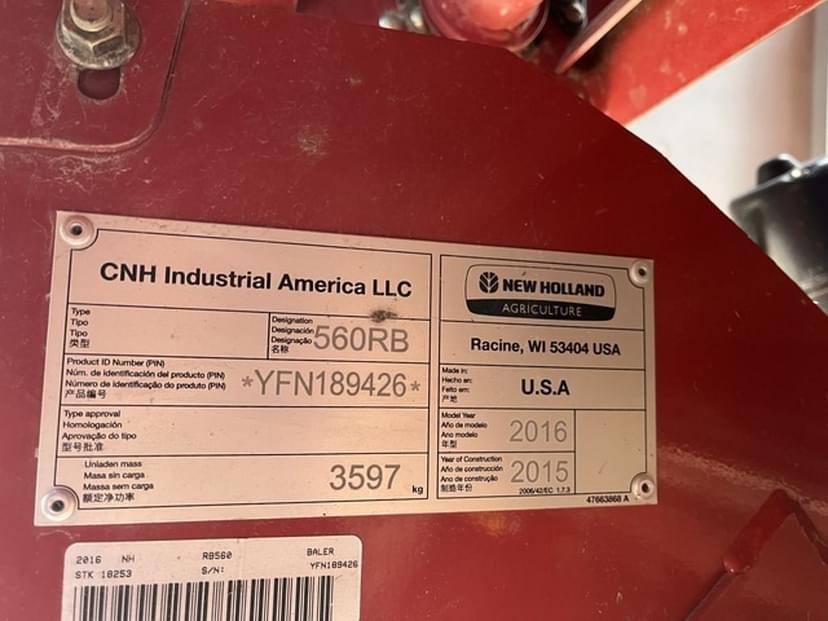 CNH Industrial America LLC
Type
Tipo
Tipo
类型
Designation
Designación
Designação
名称
560RB
Product ID Number (PIN)
Núm. de identificación del producto (PIN)
Número de identificação do produto (PIN)
产品编号
*YFN189426*
Type approval
Homologación
Aprovação do tipo
型号批准
Unladen mass
Masa sin carga
Massa sem carga
额定净功率
3597 kg
NEW HOLLAND
AGRICULTURE
Racine, WI 53404 USA
Made in:
Hecho en:
Feito em:
产地
U.S.A
Model Year
Año de modelo
Ano modelo
年型
2016
Year of Construction
Año de construcción
Ano de construção
制造年份
2015
2006/42/EC 1.7.3
47663868 A
2016 NH RB560 BALER
STK 18253 S/N: YFN189426